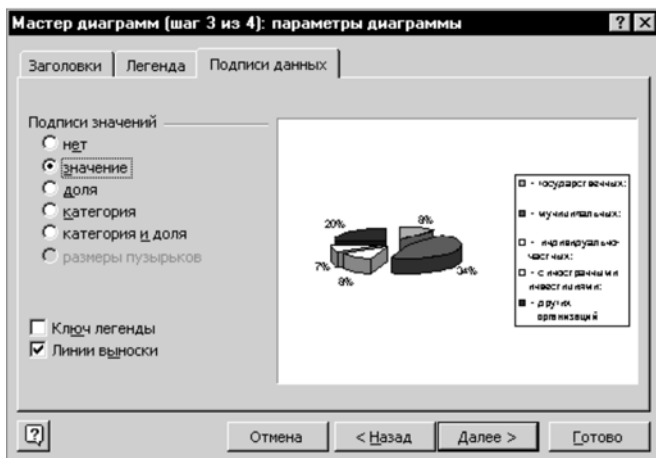 Мастер диаграмм (шаг 3 из 4): параметры диаграммы
Заголовки
Легенда
Подписи данных
Подписи значений
нет
значение
доля
категория
категория и доля
размеры пузырьков
Ключ легенды
Линии выноски
20%
8%
7%
8%
34%
- государственных:
- муниципальных:
- индивидуально-
частных:
- с иностранными
инвестициями:
- других
организаций
Отмена
< Назад
Далее >
Готово